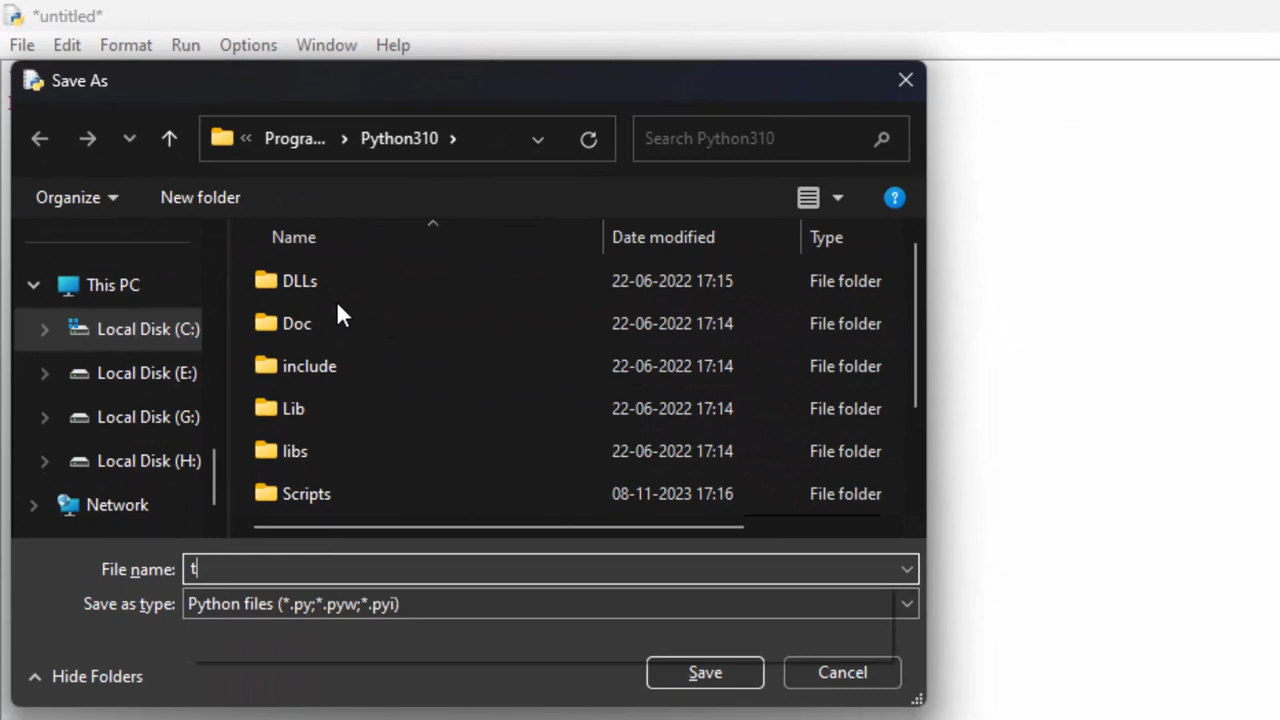 *untitled*
File Edit Format Run Options Window Help
Save As
« Progra... › Python310 › Search Python310
Organize New folder
Name Date modified Type
This PC
Local Disk (C:)
Local Disk (E:)
Local Disk (G:)
Local Disk (H:)
Network
DLLs 22-06-2022 17:15 File folder
Doc 22-06-2022 17:14 File folder
include 22-06-2022 17:14 File folder
Lib 22-06-2022 17:14 File folder
libs 22-06-2022 17:14 File folder
Scripts 08-11-2023 17:16 File folder
File name: t
Save as type: Python files (*.py;*.pyw;*.pyi)
Hide Folders Save Cancel